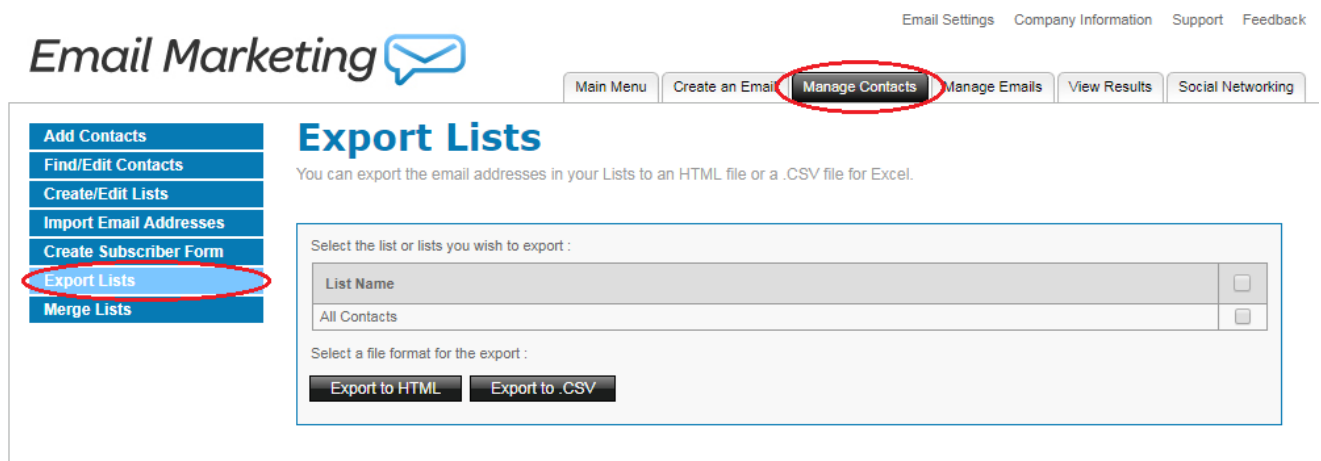 Email Settings Company Information Support Feedback
Email Marketing
Main Menu Create an Email Manage Contacts Manage Emails View Results Social Networking
Add Contacts
Find/Edit Contacts
Create/Edit Lists
Import Email Addresses
Create Subscriber Form
Export Lists
Merge Lists
Export Lists
You can export the email addresses in your Lists to an HTML file or a .CSV file for Excel.
Select the list or lists you wish to export :
List Name
All Contacts
Select a file format for the export :
Export to HTML Export to .CSV